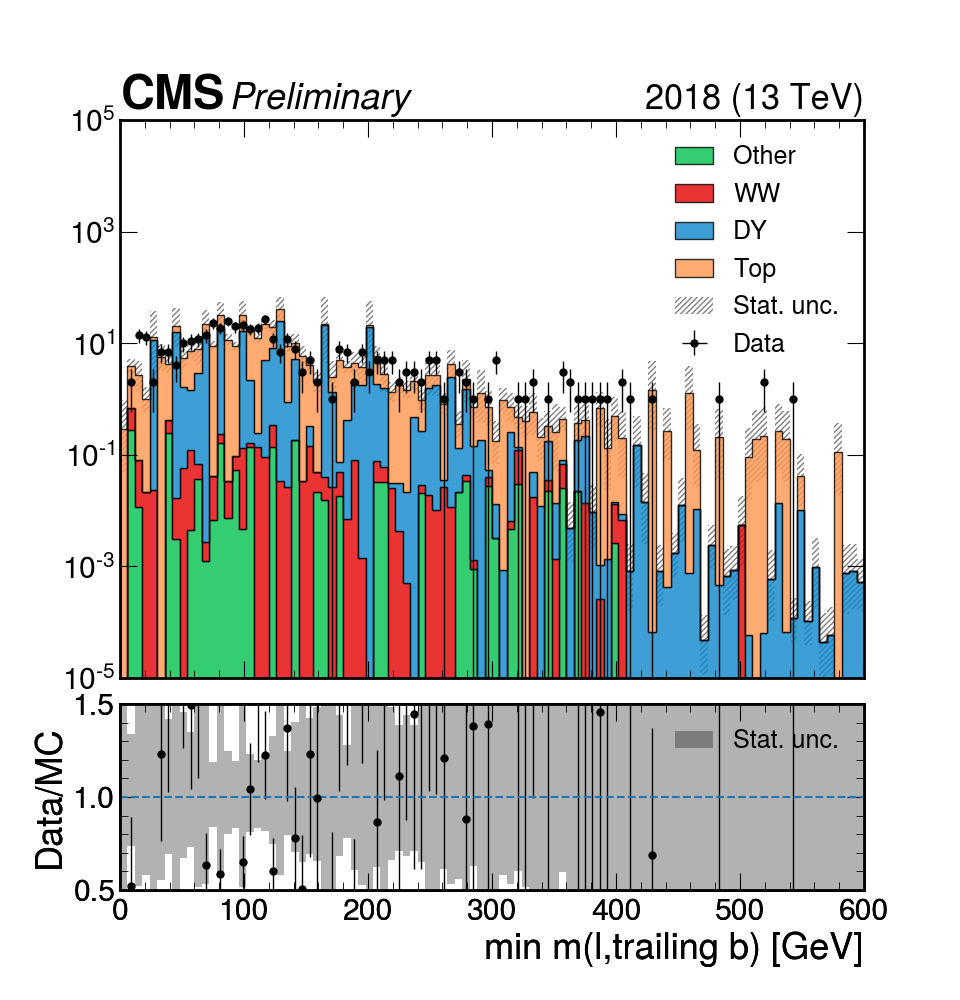 CMS Preliminary 2018 (13 TeV)
10^5
10^3
10^1
10^-1
10^-3
10^-5
Other
WW
DY
Top
Stat. unc.
Data
Data/MC
1.5
1.0
0.5
Stat. unc.
0 100 200 300 400 500 600
min m(l,trailing b) [GeV]